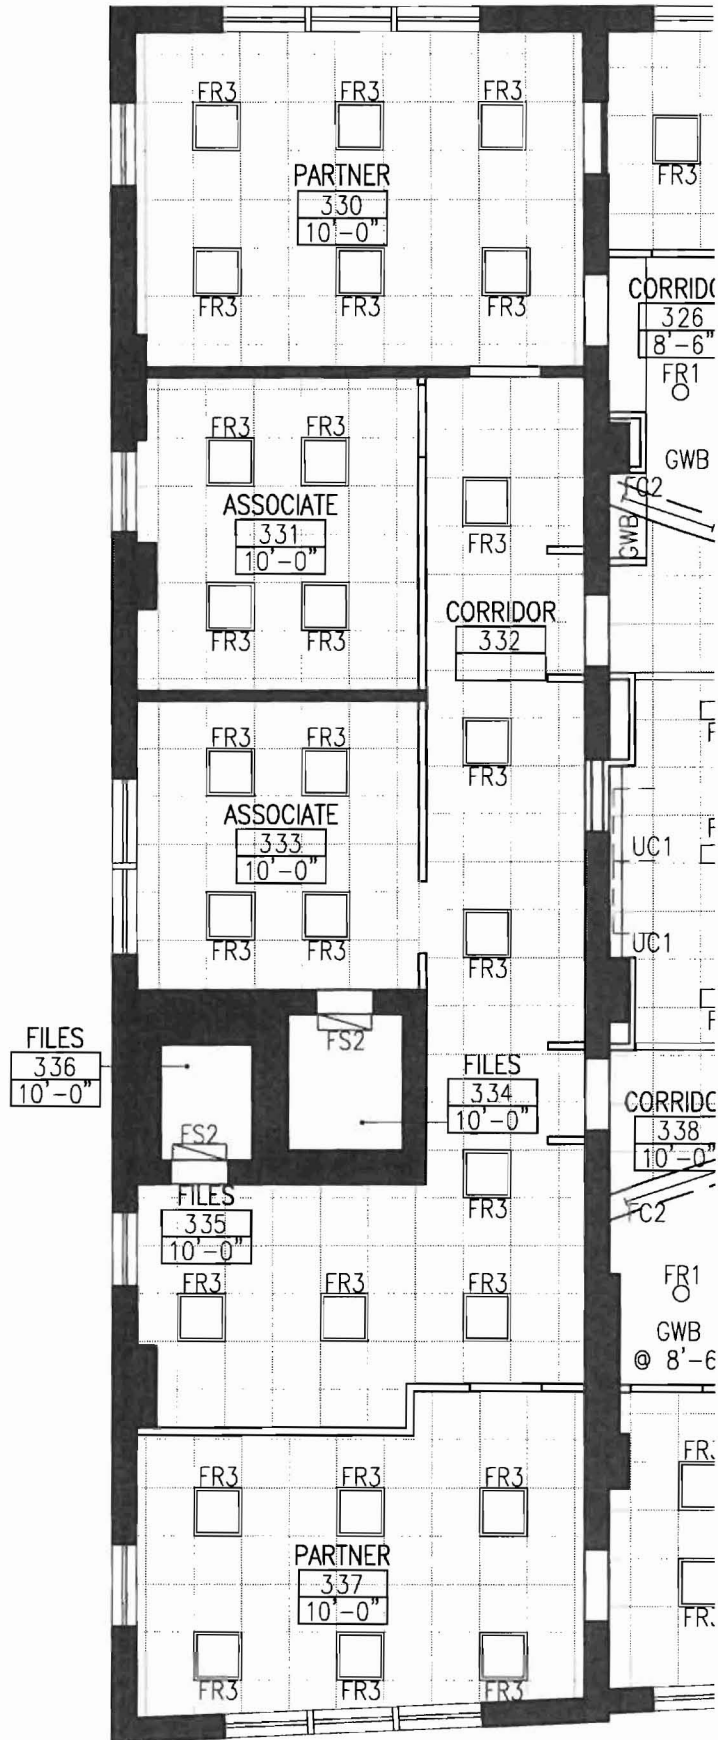 FR3 FR3 FR3
FR3
PARTNER
330
10'-0"
FR3 FR3 FR3
CORRIDO
326
8'-6"
FR1
GWB
FC2
GWB
FR3 FR3
ASSOCIATE
331
10'-0"
FR3 FR3
FR3
CORRIDOR
332
FR3 FR3
FR3
ASSOCIATE
333
10'-0"
FR3 FR3
FR3
UC1
UC1
FS2
FILES
336
10'-0"
FILES
334
10'-0"
FS2
CORRIDO
338
10'-0"
FC2
FR3
FILES
335
10'-0"
FR3 FR3 FR3
FR1
GWB
@ 8'-6
FR3 FR3 FR3
FR3
PARTNER
337
10'-0"
FR3
FR3 FR3 FR3